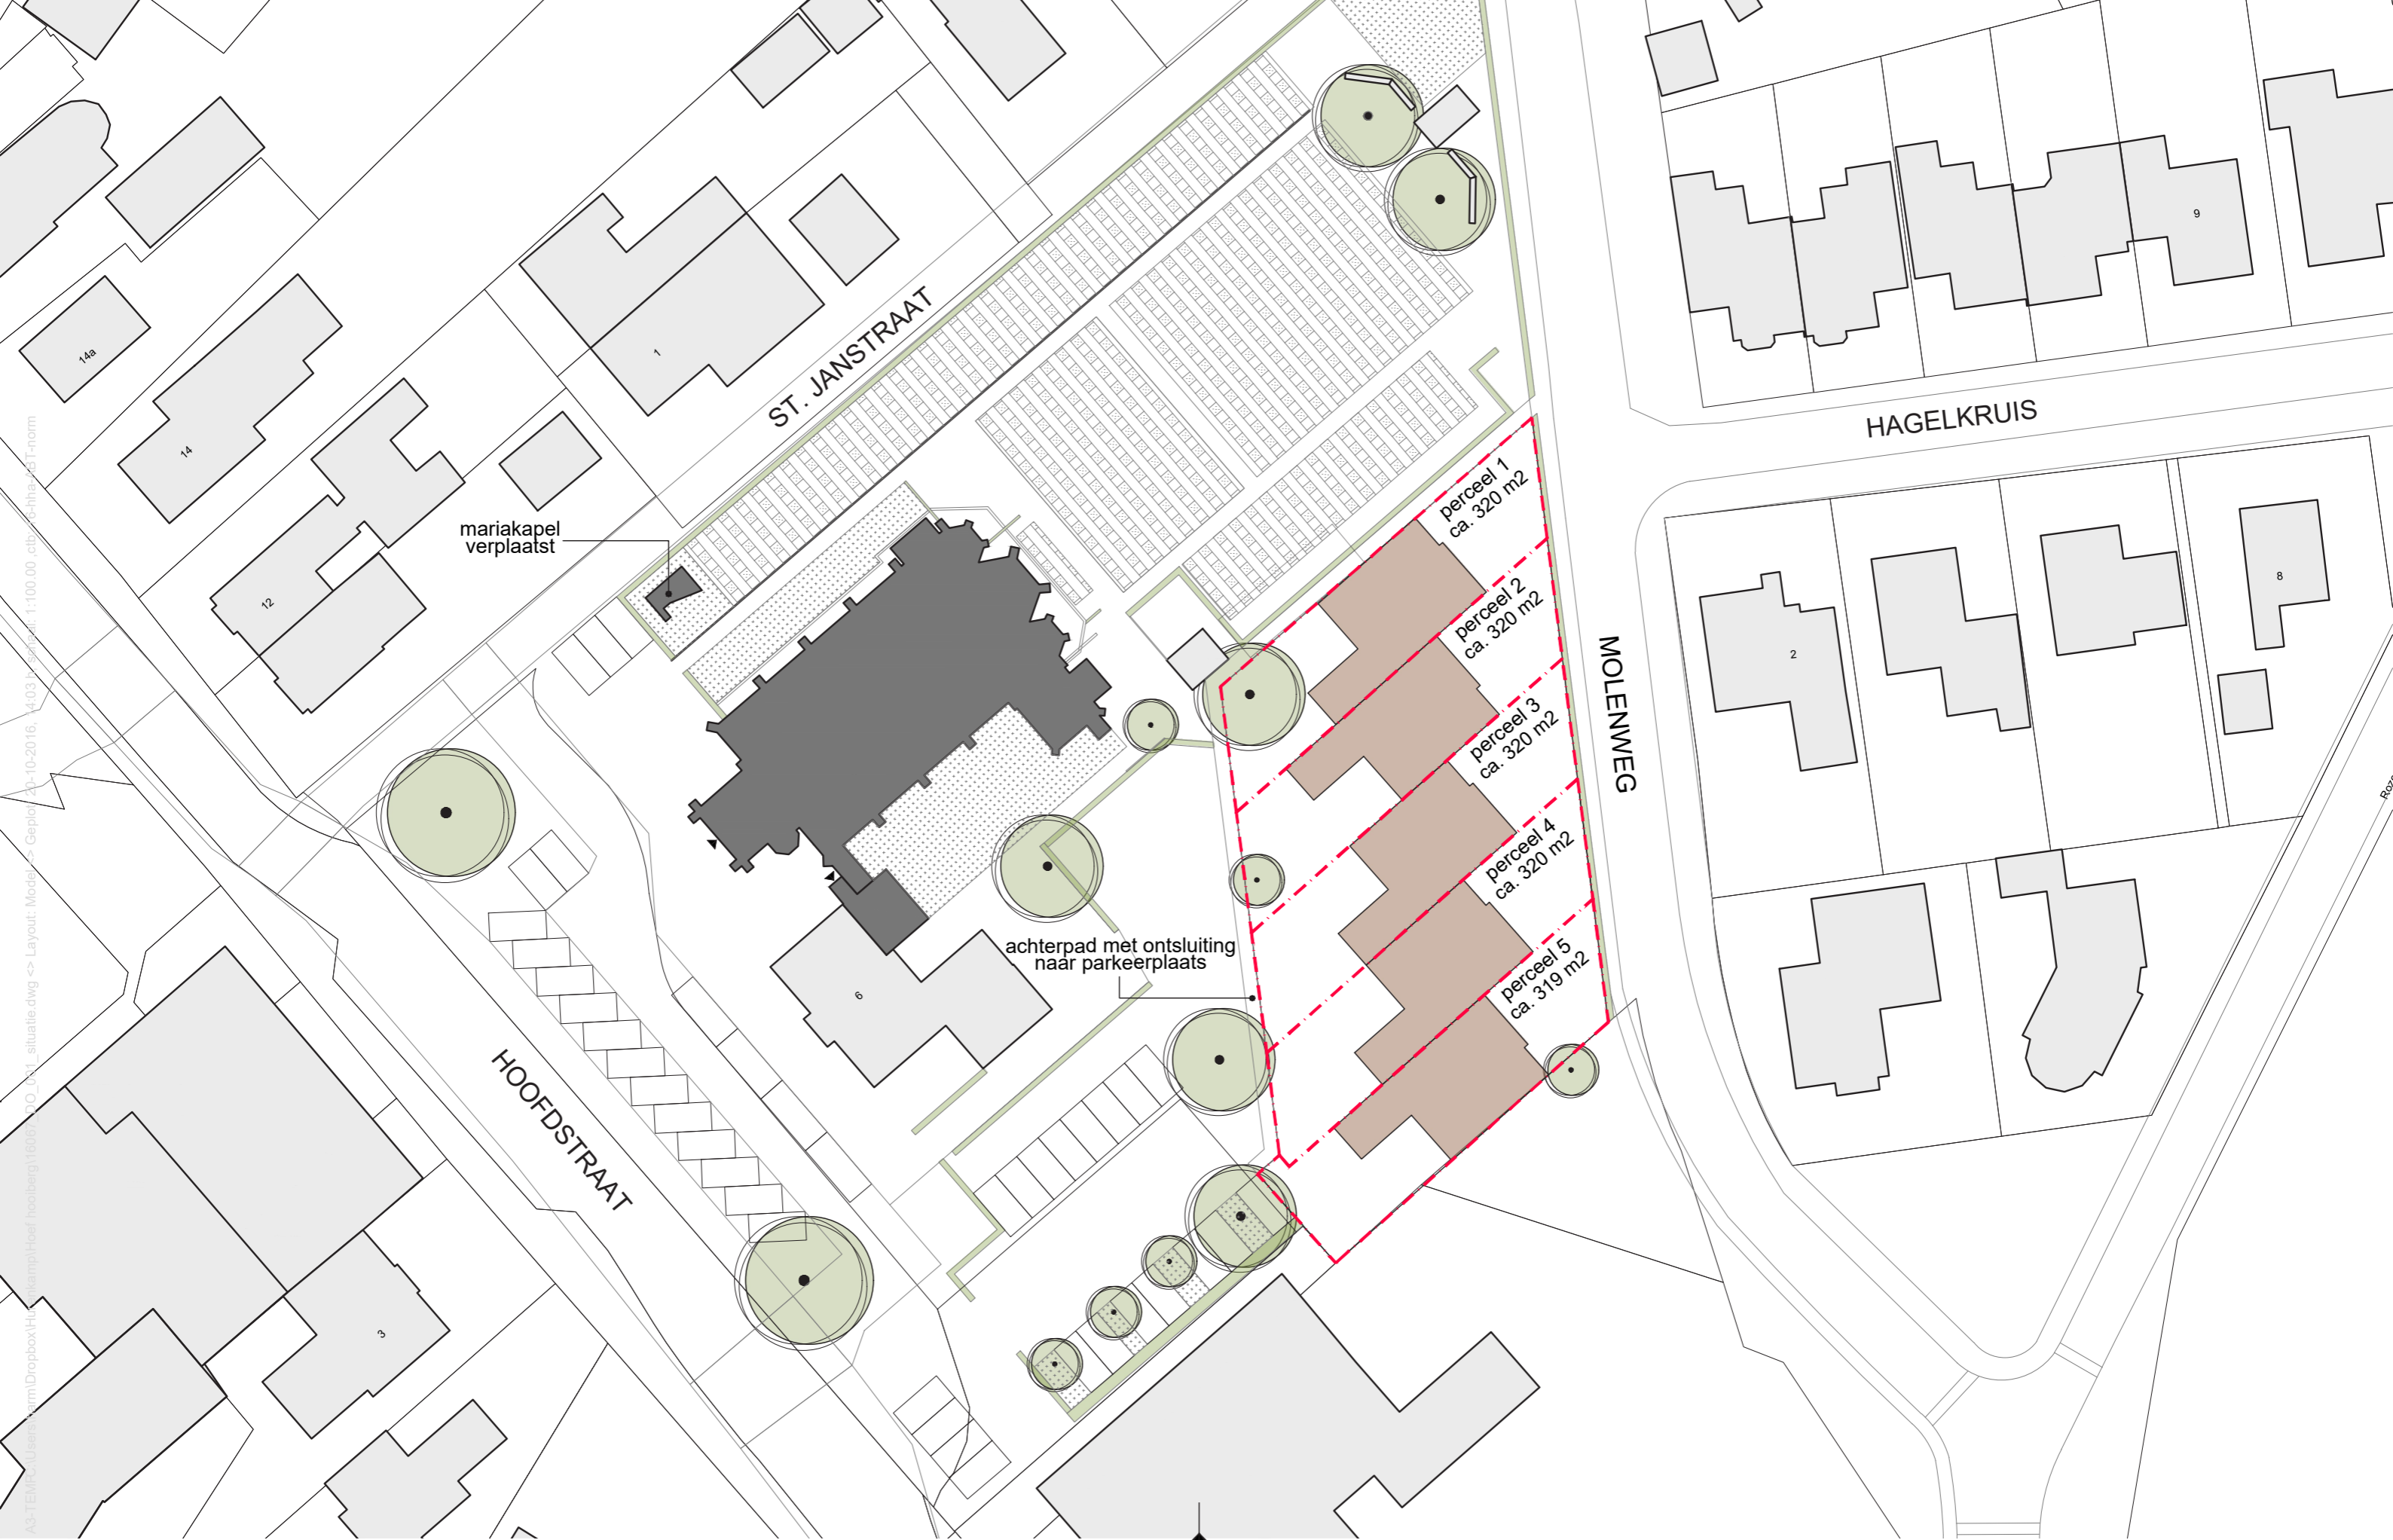 9
14a
1
14
ST. JANSTRAAT
HAGELKRUIS
perceel 1
ca. 320 m2
mariakapel
verplaatst
8
12
perceel 2
ca. 320 m2
2
MOLENWEG
perceel 3
ca. 320 m2
perceel 4
ca. 320 m2
achterpad met ontsluiting
naar parkeerplaats
perceel 5
ca. 319 m2
6
HOOFDSTRAAT
3